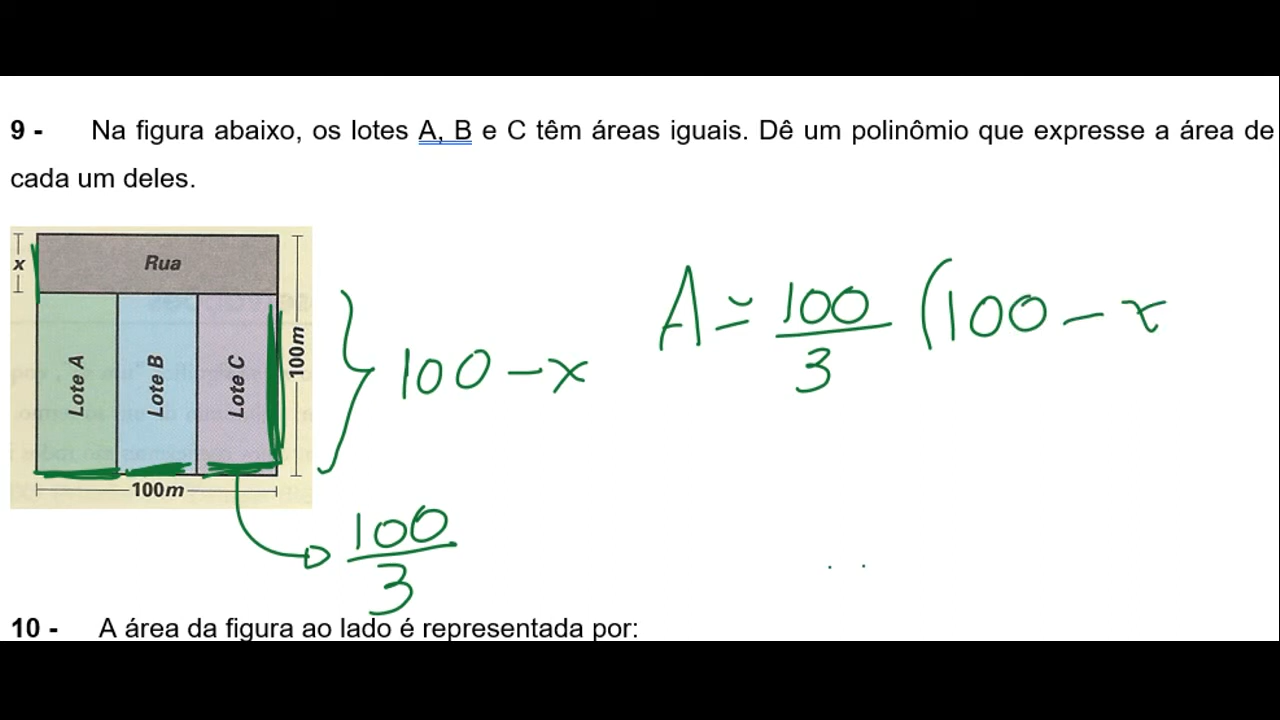 9 - Na figura abaixo, os lotes A, B e C têm áreas iguais. Dê um polinômio que expresse a área de
cada um deles.
x
Rua
Lote A
Lote B
Lote C
100m
100m
100 - x
100
3
A = 100/3 (100 - x
10 - A área da figura ao lado é representada por: